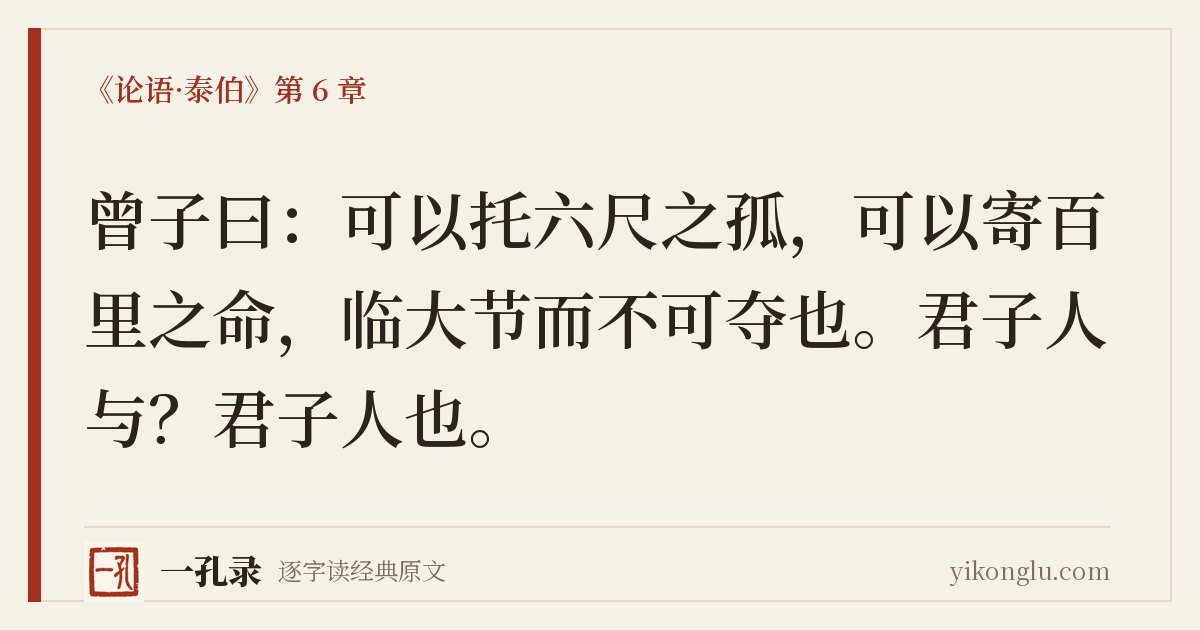 《论语·泰伯》第 6 章
曾子曰：可以托六尺之孤，可以寄百
里之命，临大节而不可夺也。君子人
与？君子人也。
一孔
一孔录 逐字读经典原文 yikonglu.com